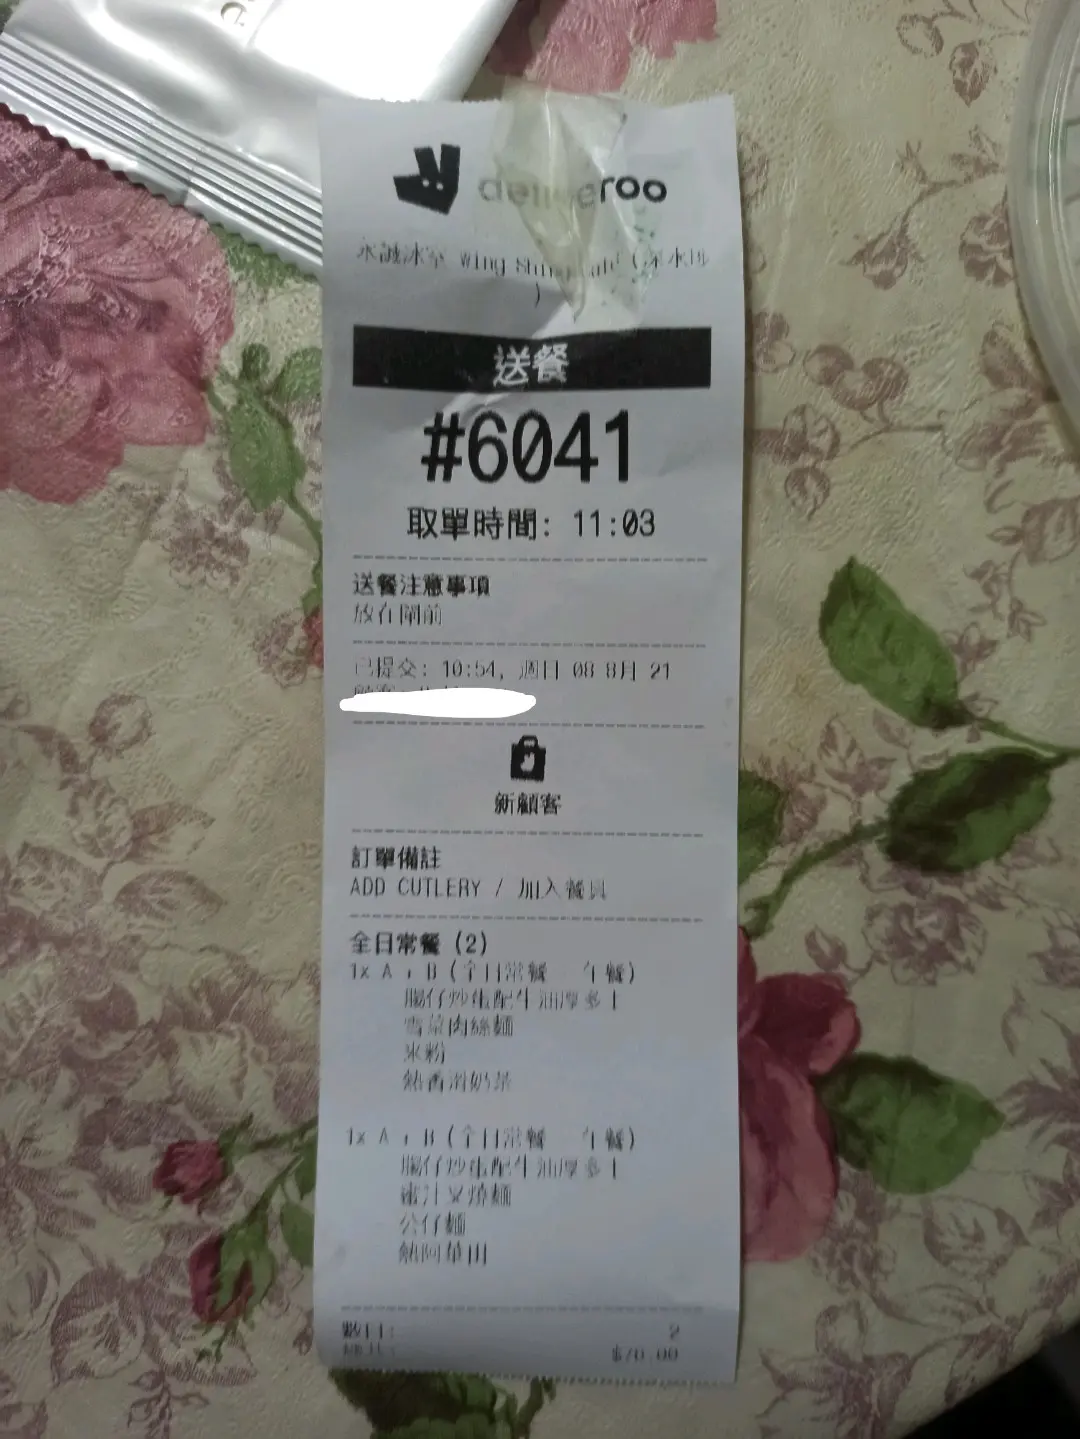 deliveroo
永誠冰室 Wing Shing Cafe (深水埗
)
送餐
#6041
取單時間: 11:03
送餐注意事項
放在閘前
已提交: 10:54, 週日 08 8月 21
新顧客
訂單備註
ADD CUTLERY / 加入餐具
全日常餐 (2)
1x A + B (全日常餐 午餐)
腸仔炒蛋配牛油厚多士
雪菜肉絲麵
米粉
熱香滑奶茶
1x A + B (全日常餐 午餐)
腸仔炒蛋配牛油厚多士
蜜汁叉燒麵
公仔麵
熱阿華田
數目: 2
$70.00